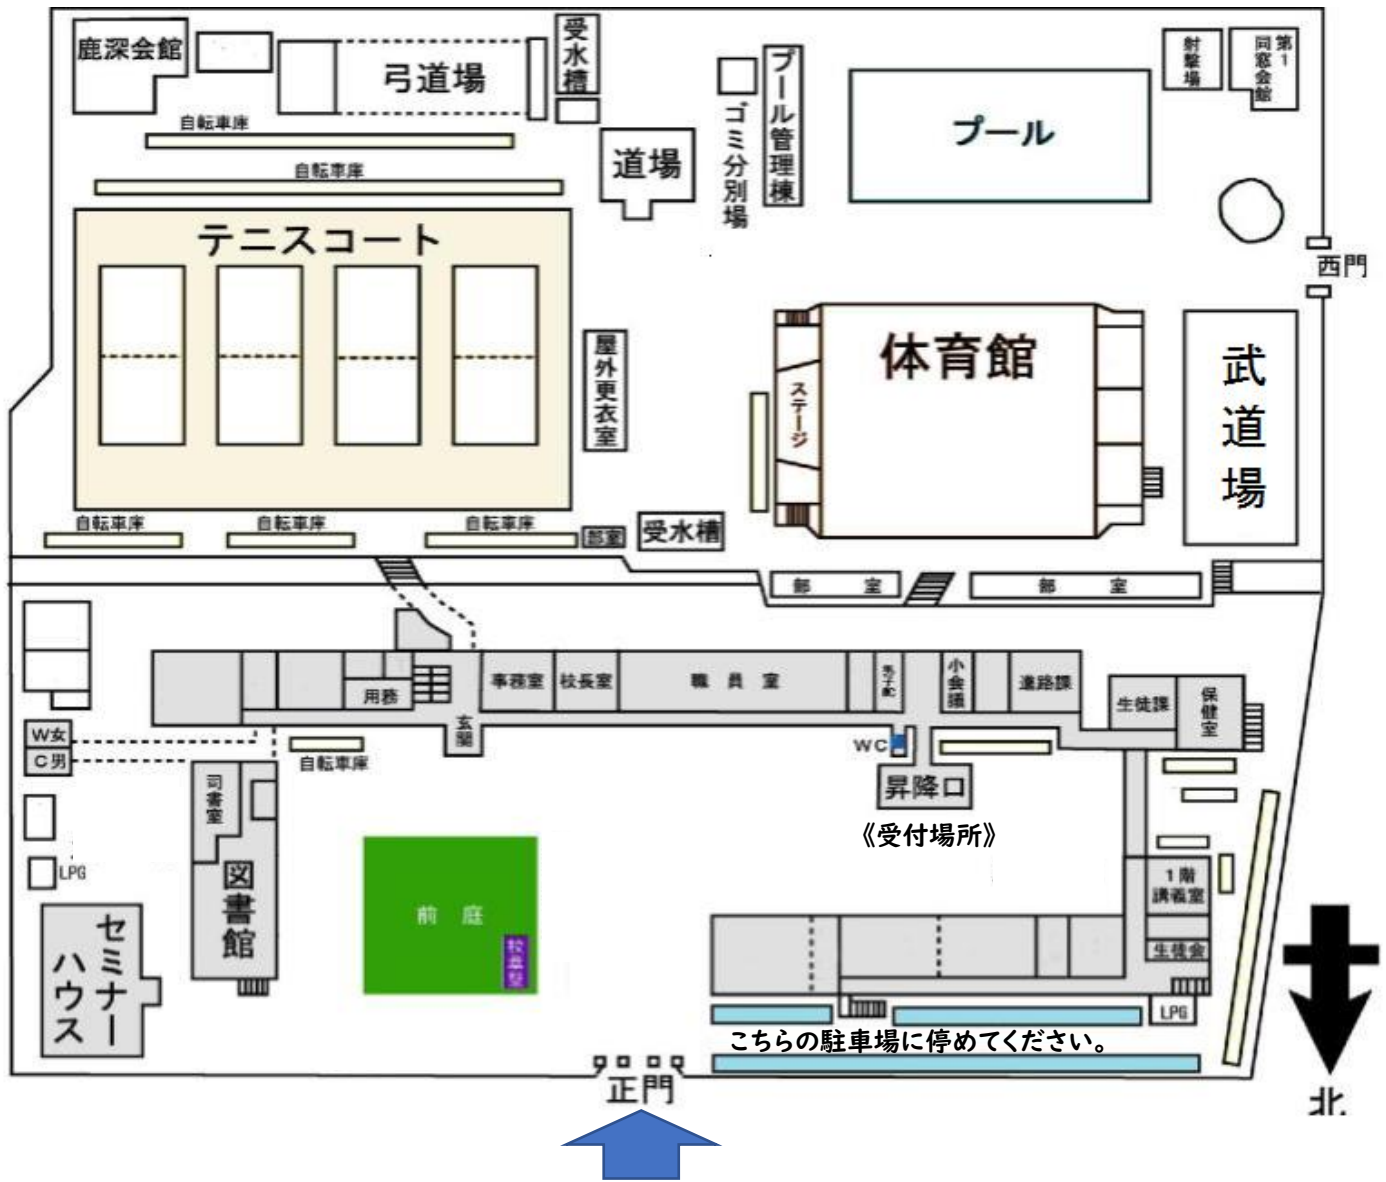 鹿深会館
弓道場
受水槽
自転車庫
自転車庫
道場
ゴミ分別場
プール管理棟
プール
射撃場
第1
同窓会館
西門
テニスコート
屋外更衣室
ステージ
体育館
武道場
自転車庫
自転車庫
自転車庫
部室
受水槽
部 室
部 室
事務室
校長室
職 員 室
小会議
進路課
用務
玄関
生徒課
保健室
W女
C男
自転車庫
WC
昇降口
《受付場所》
司書室
図書館
LPG
セミナー
ハウス
前 庭
1階
講義室
生徒会
LPG
こちらの駐車場に停めてください。
正門
北